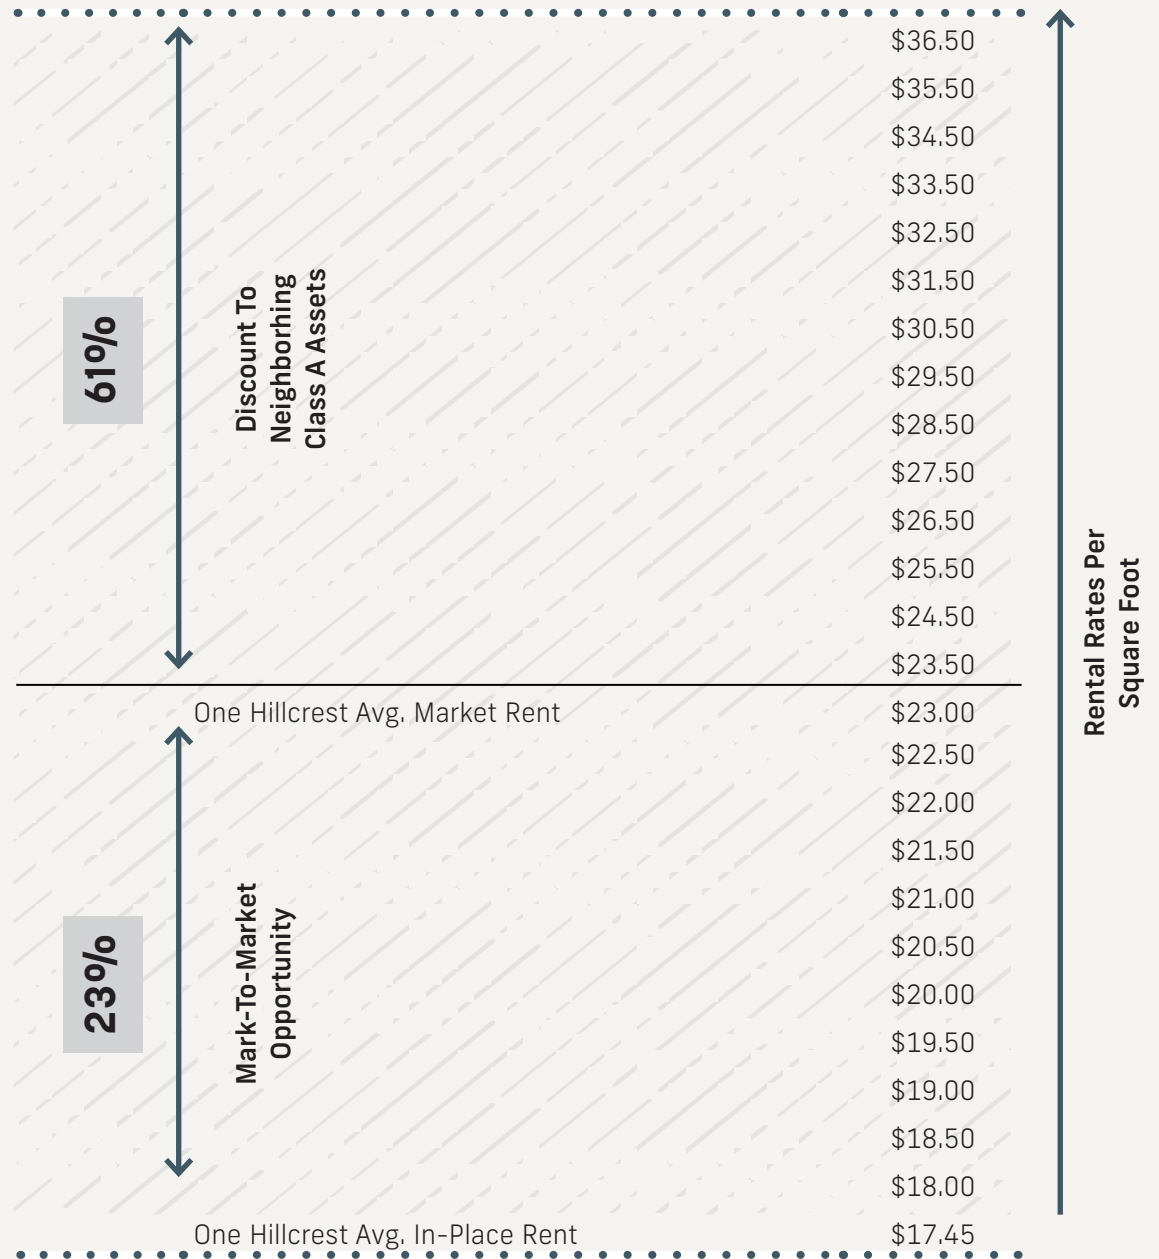 $36.50
$35.50
$34.50
$33.50
$32.50
$31.50
$30.50
$29.50
$28.50
$27.50
$26.50
$25.50
$24.50
$23.50
61%
Discount To
Neighborhing
Class A Assets
One Hillcrest Avg. Market Rent $23.00
$22.50
$22.00
$21.50
$21.00
$20.50
$20.00
$19.50
$19.00
$18.50
$18.00
23%
Mark-To-Market
Opportunity
One Hillcrest Avg. In-Place Rent $17.45
Rental Rates Per
Square Foot